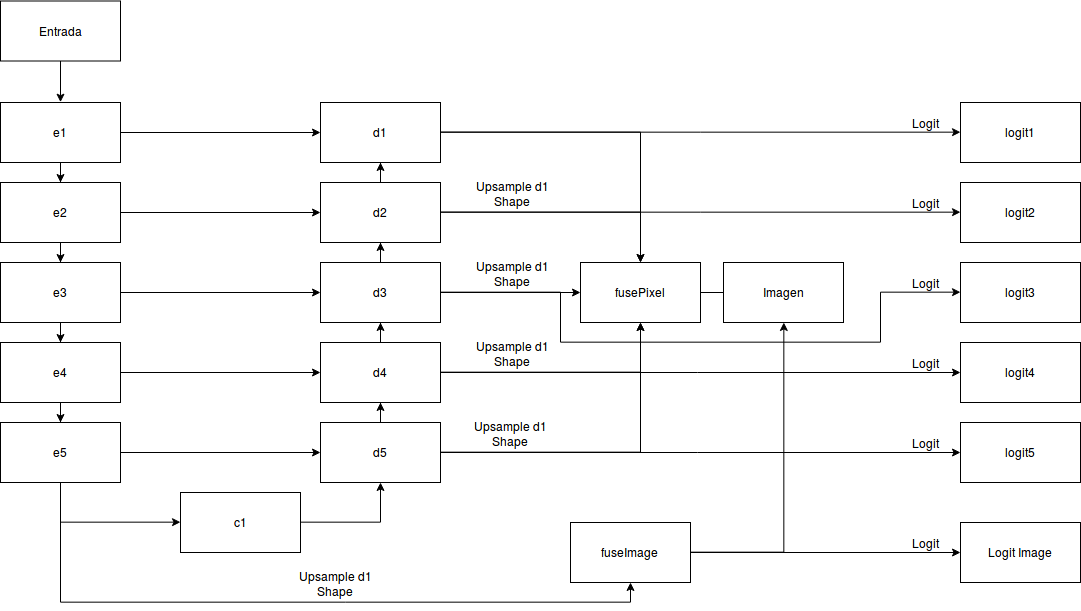 Entrada
e1
d1
Logit
logit1
e2
d2
Upsample d1
Shape
Logit
logit2
e3
d3
Upsample d1
Shape
fusePixel
Imagen
Logit
logit3
e4
d4
Upsample d1
Shape
Logit
logit4
e5
d5
Upsample d1
Shape
Logit
logit5
c1
fuseImage
Logit
Logit Image
Upsample d1
Shape